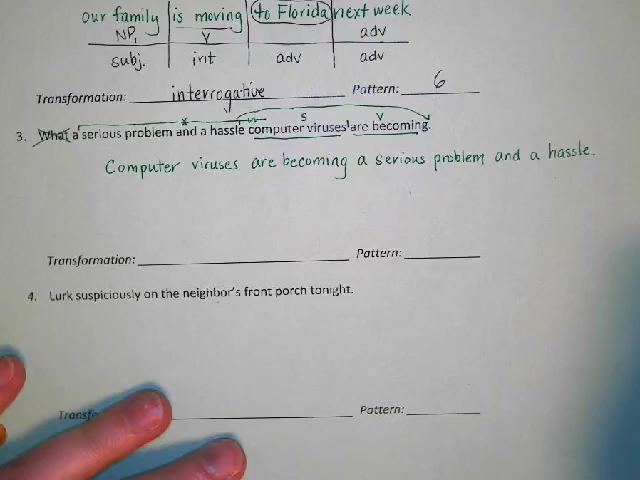 our family is moving to Florida next week
NP₁ V adv
subj. int adv adv
Transformation: interrogative Pattern: 6
* S V
3. What a serious problem and a hassle computer viruses are becoming.
Computer viruses are becoming a serious problem and a hassle.
Transformation: Pattern:
4. Lurk suspiciously on the neighbor's front porch tonight.
Transfo Pattern: